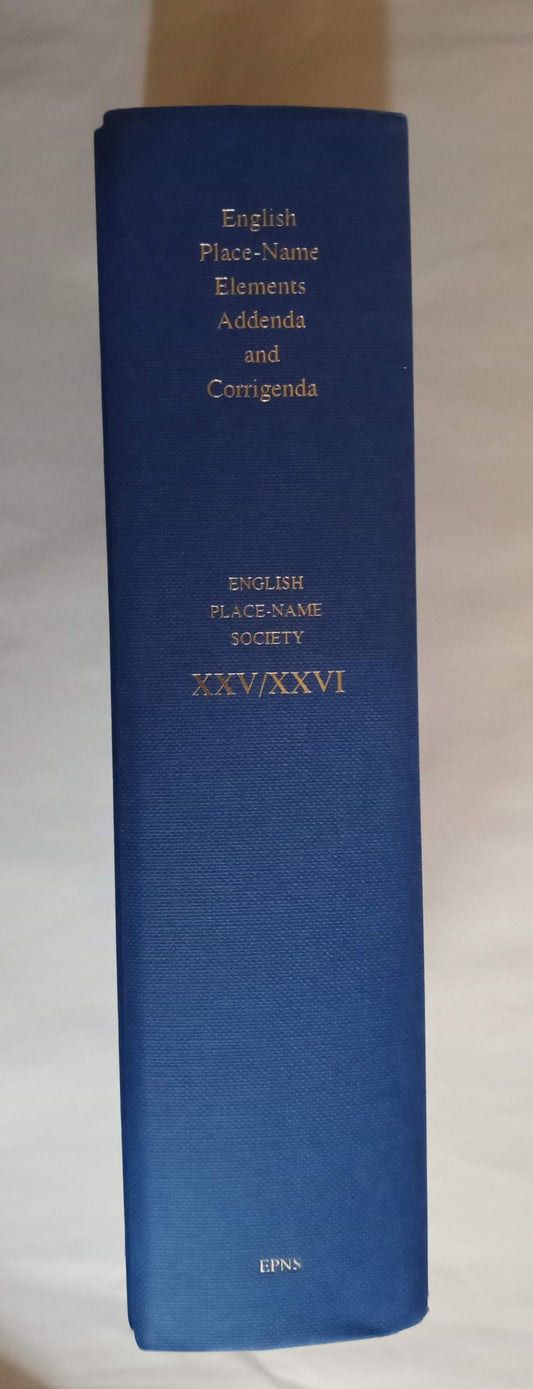 English
Place-Name
Elements
Addenda
and
Corrigenda
ENGLISH
PLACE-NAME
SOCIETY
XXV/XXVI
EPNS